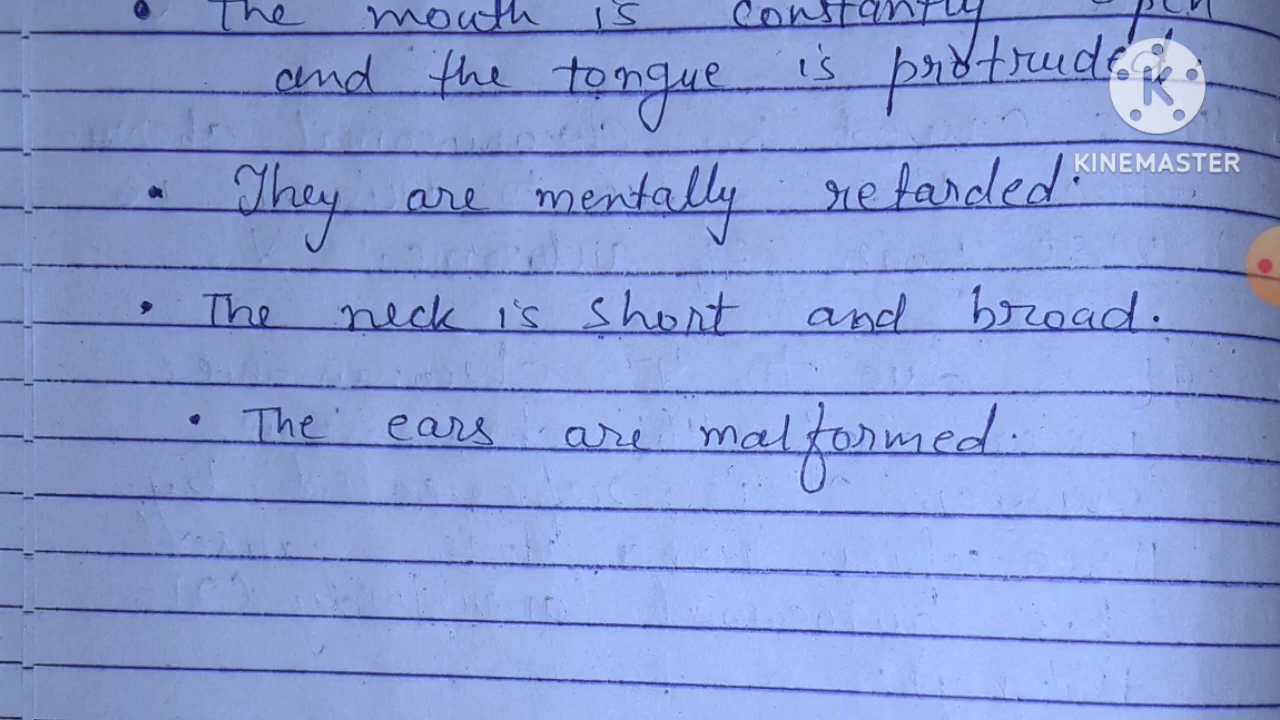 • The mouth is constantly open
and the tongue is protruded.
KINEMASTER
• They are mentally retarded.
• The neck is short and broad.
• The ears are malformed.